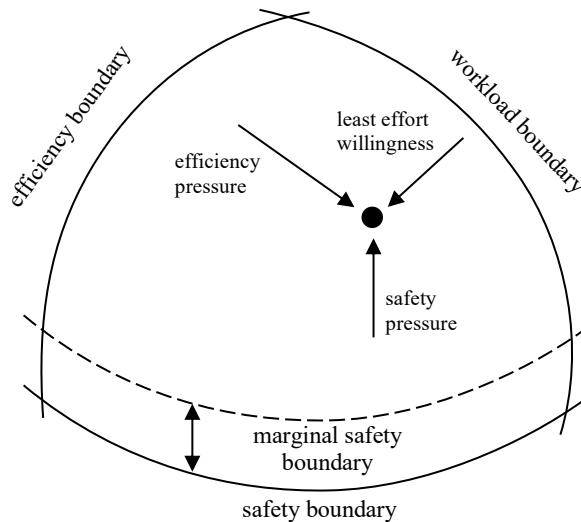 efficiency boundary
workload boundary
least effort
willingness
efficiency
pressure
safety
pressure
marginal safety
boundary
safety boundary